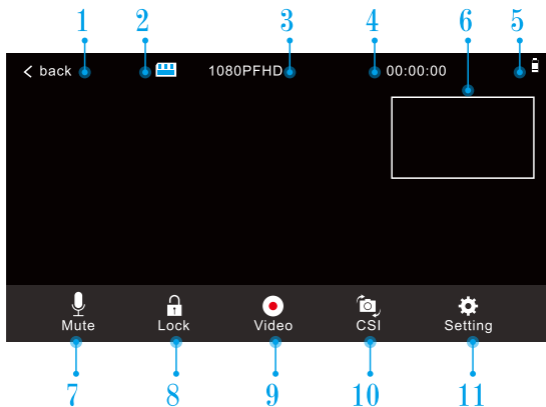 1 2 3 4 6 5
< back 1080PFHD 00:00:00
Mute Lock Video CSI Setting
7 8 9 10 11